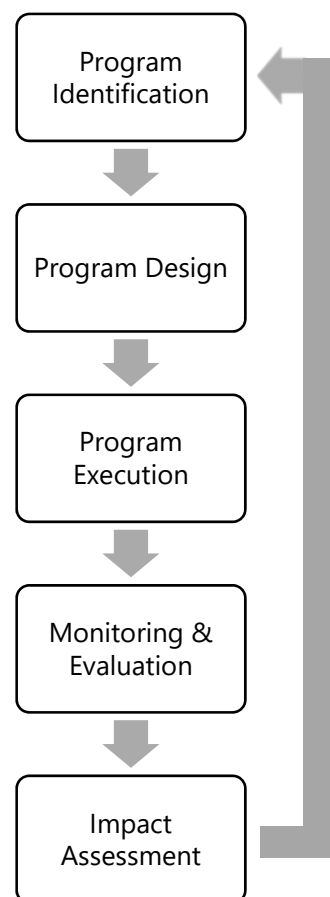 Program
Identification
Program Design
Program
Execution
Monitoring &
Evaluation
Impact
Assessment